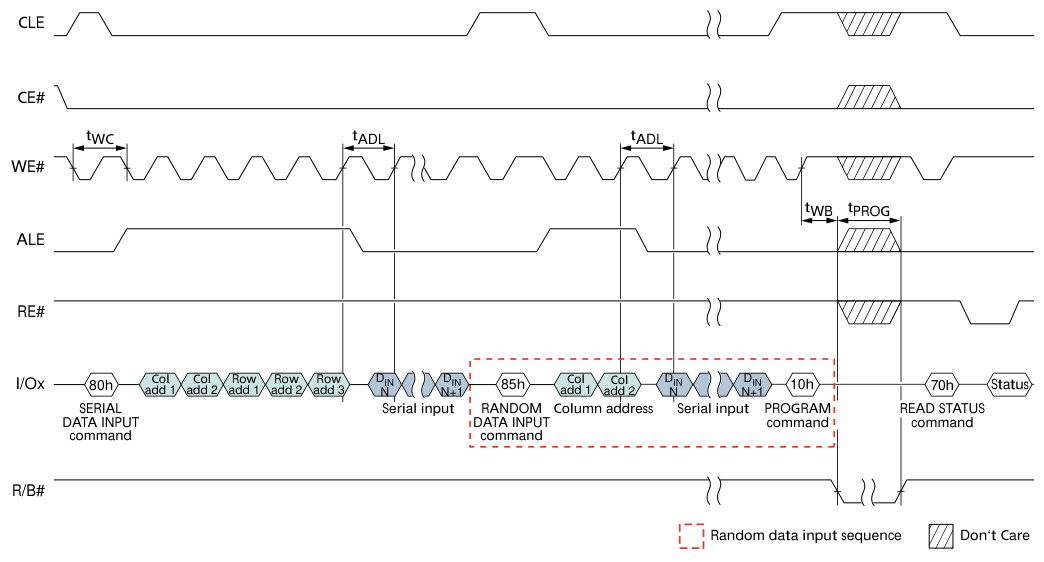 CLE
CE#
tWC
tADL
tADL
WE#
tWB
tPROG
ALE
RE#
I/Ox
80h
Col add 1
Col add 2
Row add 1
Row add 2
Row add 3
DIN N
DIN N+1
85h
Col add 1
Col add 2
DIN N
DIN N+1
10h
70h
Status
SERIAL
DATA INPUT
command
Serial input
RANDOM
DATA INPUT
command
Column address
Serial input
PROGRAM
command
READ STATUS
command
R/B#
Random data input sequence
Don't Care